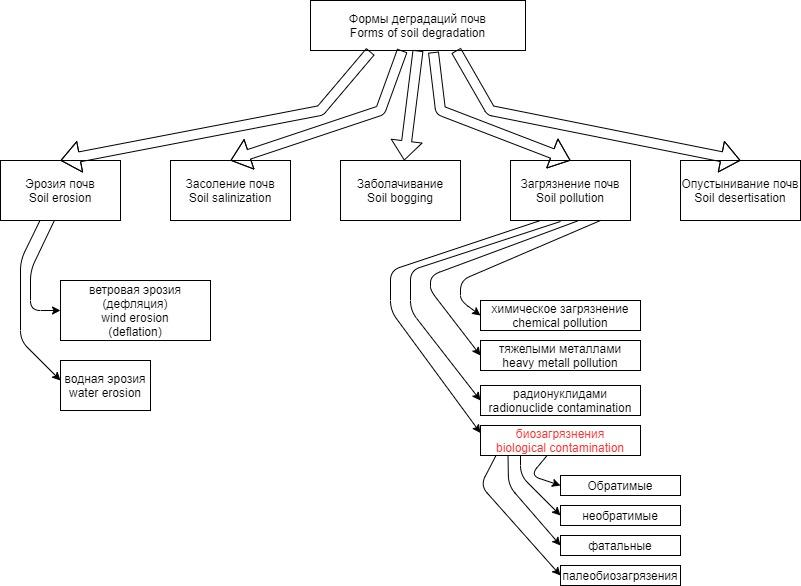 Формы деградаций почв
Forms of soil degradation
Эрозия почв
Soil erosion
Засоление почв
Soil salinization
Заболачивание
Soil bogging
Загрязнение почв
Soil pollution
Опустынивание почв
Soil desertisation
ветровая эрозия
(дефляция)
wind erosion
(deflation)
водная эрозия
water erosion
химическое загрязнение
chemical pollution
тяжелыми металлами
heavy metall pollution
радионуклидами
radionuclide contamination
биозагрязнения
biological contamination
Обратимые
необратимые
фатальные
палеобиозагрязения